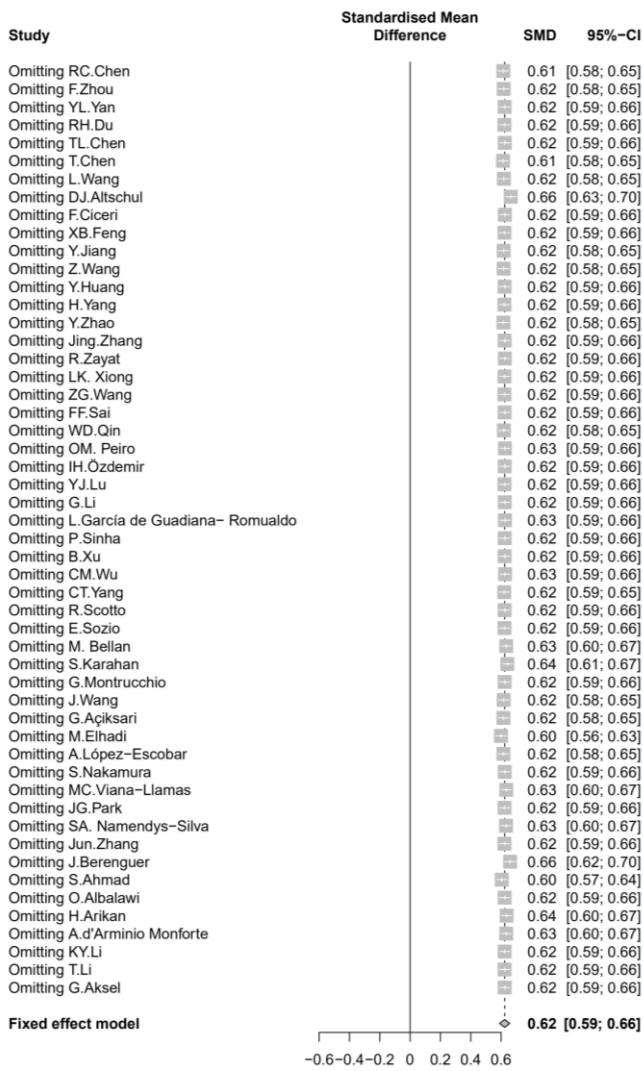 Standardised Mean
Study Difference SMD 95%−CI
Omitting RC.Chen 0.61 [0.58; 0.65]
Omitting F.Zhou 0.62 [0.58; 0.65]
Omitting YL.Yan 0.62 [0.59; 0.66]
Omitting RH.Du 0.62 [0.59; 0.66]
Omitting TL.Chen 0.62 [0.59; 0.66]
Omitting T.Chen 0.61 [0.58; 0.65]
Omitting L.Wang 0.62 [0.58; 0.65]
Omitting DJ.Altschul 0.66 [0.63; 0.70]
Omitting F.Ciceri 0.62 [0.59; 0.66]
Omitting XB.Feng 0.62 [0.59; 0.66]
Omitting Y.Jiang 0.62 [0.58; 0.65]
Omitting Z.Wang 0.62 [0.58; 0.65]
Omitting Y.Huang 0.62 [0.59; 0.66]
Omitting H.Yang 0.62 [0.59; 0.66]
Omitting Y.Zhao 0.62 [0.58; 0.65]
Omitting Jing.Zhang 0.62 [0.59; 0.66]
Omitting R.Zayat 0.62 [0.59; 0.66]
Omitting LK. Xiong 0.62 [0.59; 0.66]
Omitting ZG.Wang 0.62 [0.59; 0.66]
Omitting FF.Sai 0.62 [0.59; 0.66]
Omitting WD.Qin 0.62 [0.58; 0.65]
Omitting OM. Peiro 0.63 [0.59; 0.66]
Omitting IH.Özdemir 0.62 [0.59; 0.66]
Omitting YJ.Lu 0.62 [0.59; 0.66]
Omitting G.Li 0.62 [0.59; 0.66]
Omitting L.García de Guadiana− Romualdo 0.63 [0.59; 0.66]
Omitting P.Sinha 0.62 [0.59; 0.66]
Omitting B.Xu 0.62 [0.59; 0.66]
Omitting CM.Wu 0.63 [0.59; 0.66]
Omitting CT.Yang 0.62 [0.59; 0.65]
Omitting R.Scotto 0.62 [0.59; 0.66]
Omitting E.Sozio 0.62 [0.59; 0.66]
Omitting M. Bellan 0.63 [0.60; 0.67]
Omitting S.Karahan 0.64 [0.61; 0.67]
Omitting G.Montrucchio 0.62 [0.59; 0.66]
Omitting J.Wang 0.62 [0.58; 0.65]
Omitting G.Açiksari 0.62 [0.58; 0.65]
Omitting M.Elhadi 0.60 [0.56; 0.63]
Omitting A.López−Escobar 0.62 [0.58; 0.65]
Omitting S.Nakamura 0.62 [0.59; 0.66]
Omitting MC.Viana−Llamas 0.63 [0.60; 0.67]
Omitting JG.Park 0.62 [0.59; 0.66]
Omitting SA. Namendys−Silva 0.63 [0.60; 0.67]
Omitting Jun.Zhang 0.62 [0.59; 0.66]
Omitting J.Berenguer 0.66 [0.62; 0.70]
Omitting S.Ahmad 0.60 [0.57; 0.64]
Omitting O.Albalawi 0.62 [0.59; 0.66]
Omitting H.Arikan 0.64 [0.60; 0.67]
Omitting A.d'Arminio Monforte 0.63 [0.60; 0.67]
Omitting KY.Li 0.62 [0.59; 0.66]
Omitting T.Li 0.62 [0.59; 0.66]
Omitting G.Aksel 0.62 [0.59; 0.66]
Fixed effect model 0.62 [0.59; 0.66]
−0.6 −0.4 −0.2 0 0.2 0.4 0.6